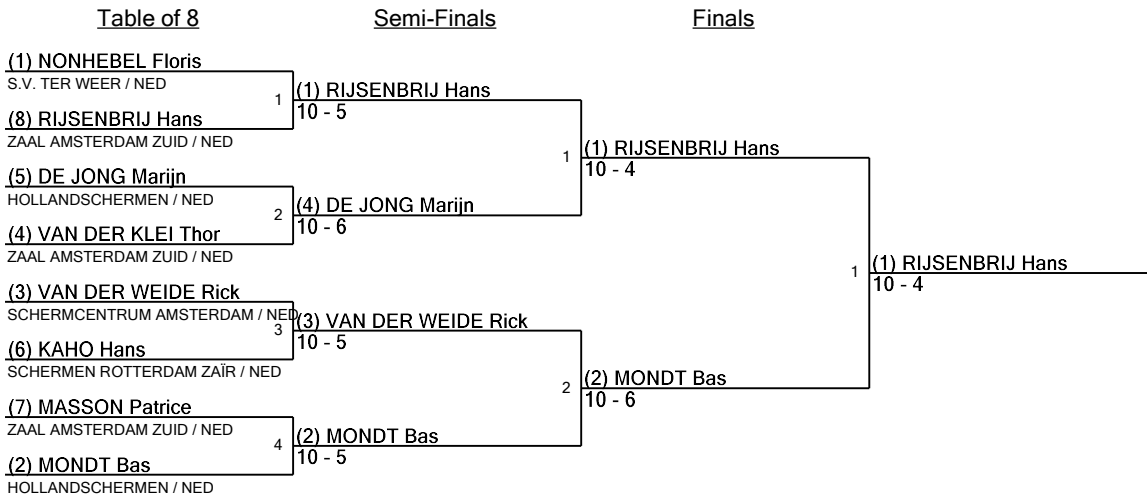 Table of 8
Semi-Finals
Finals
(1) NONHEBEL Floris
S.V. TER WEER / NED
1
(8) RIJSENBRIJ Hans
ZAAL AMSTERDAM ZUID / NED
(1) RIJSENBRIJ Hans
10 - 5
(5) DE JONG Marijn
HOLLANDSCHERMEN / NED
2
(4) VAN DER KLEI Thor
ZAAL AMSTERDAM ZUID / NED
(4) DE JONG Marijn
10 - 6
1
(1) RIJSENBRIJ Hans
10 - 4
(3) VAN DER WEIDE Rick
SCHERMCENTRUM AMSTERDAM / NED
3
(6) KAHO Hans
SCHERMEN ROTTERDAM ZAÏR / NED
(3) VAN DER WEIDE Rick
10 - 5
(7) MASSON Patrice
ZAAL AMSTERDAM ZUID / NED
4
(2) MONDT Bas
HOLLANDSCHERMEN / NED
(2) MONDT Bas
10 - 5
2
(2) MONDT Bas
10 - 6
1
(1) RIJSENBRIJ Hans
10 - 4